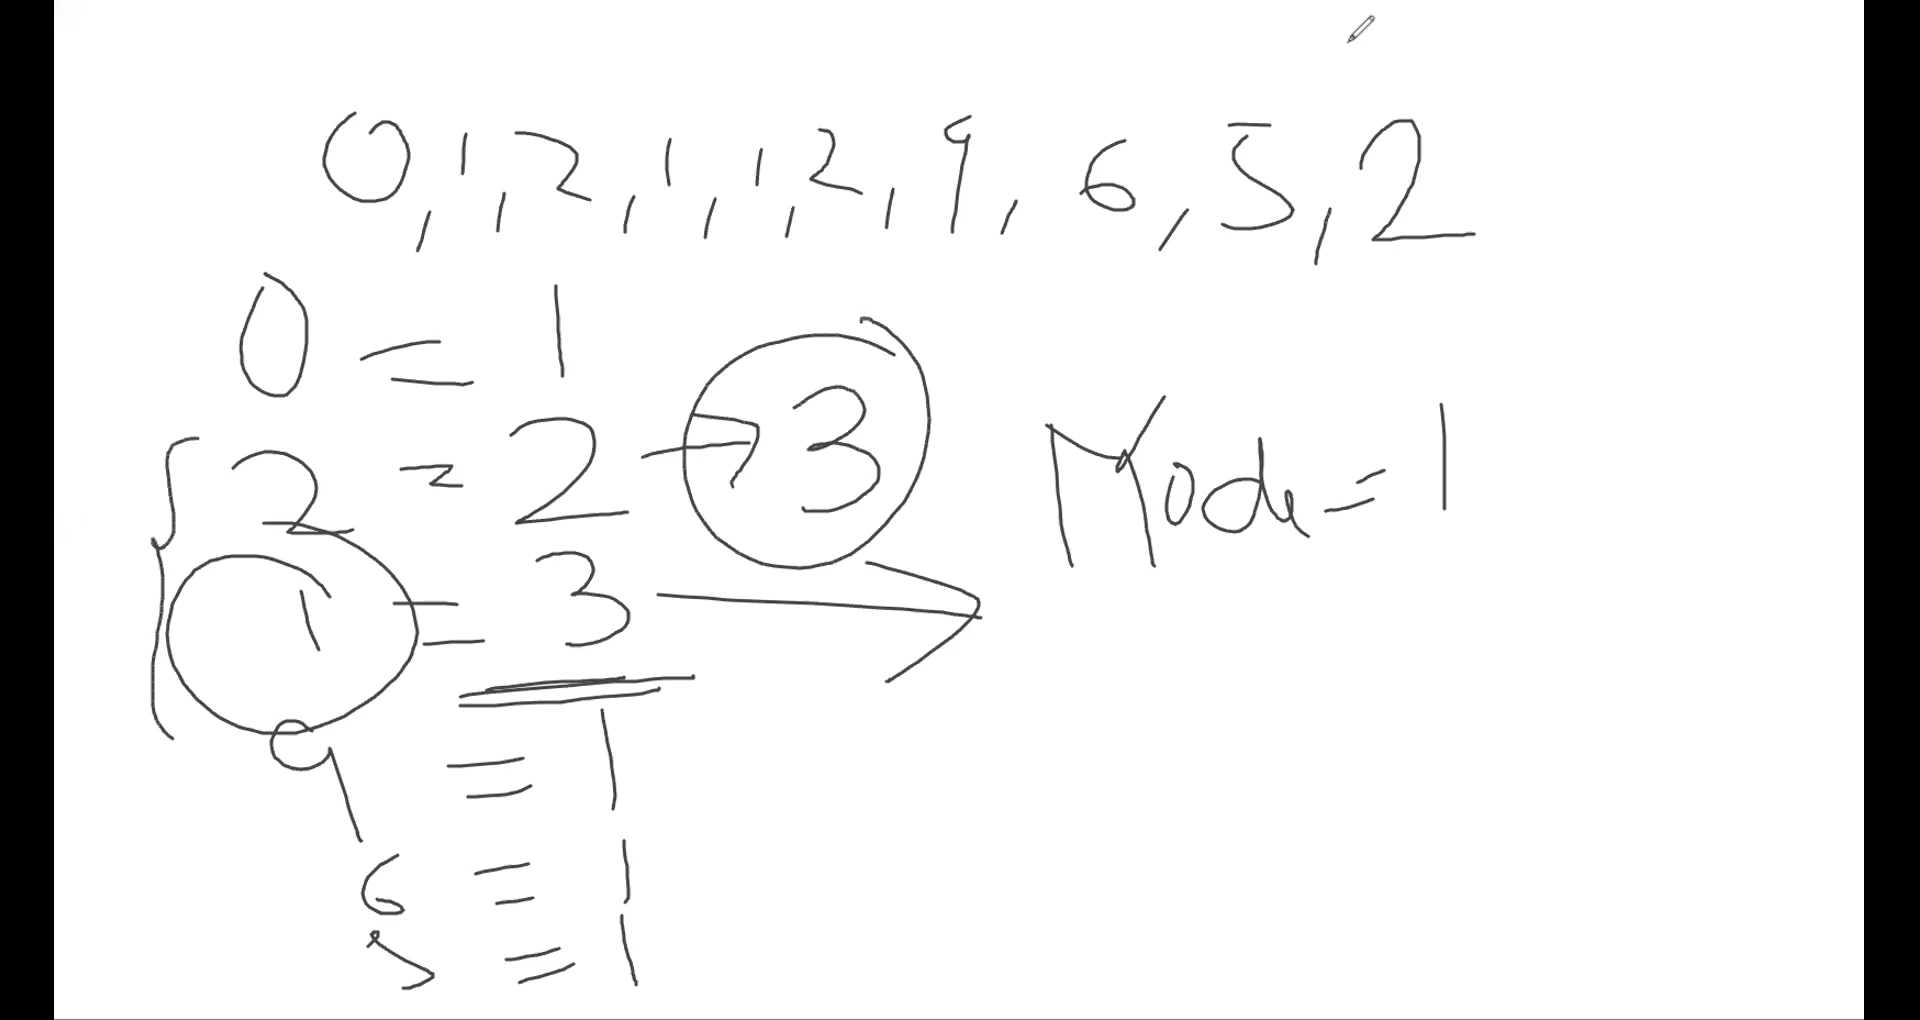 0, 1, 2, 1, 1, 2, 9, 6, 5, 2
0 = 1
2 = 2 → 3
Mode = 1
1 = 3
9 = 1
6 = 1
5 = 1